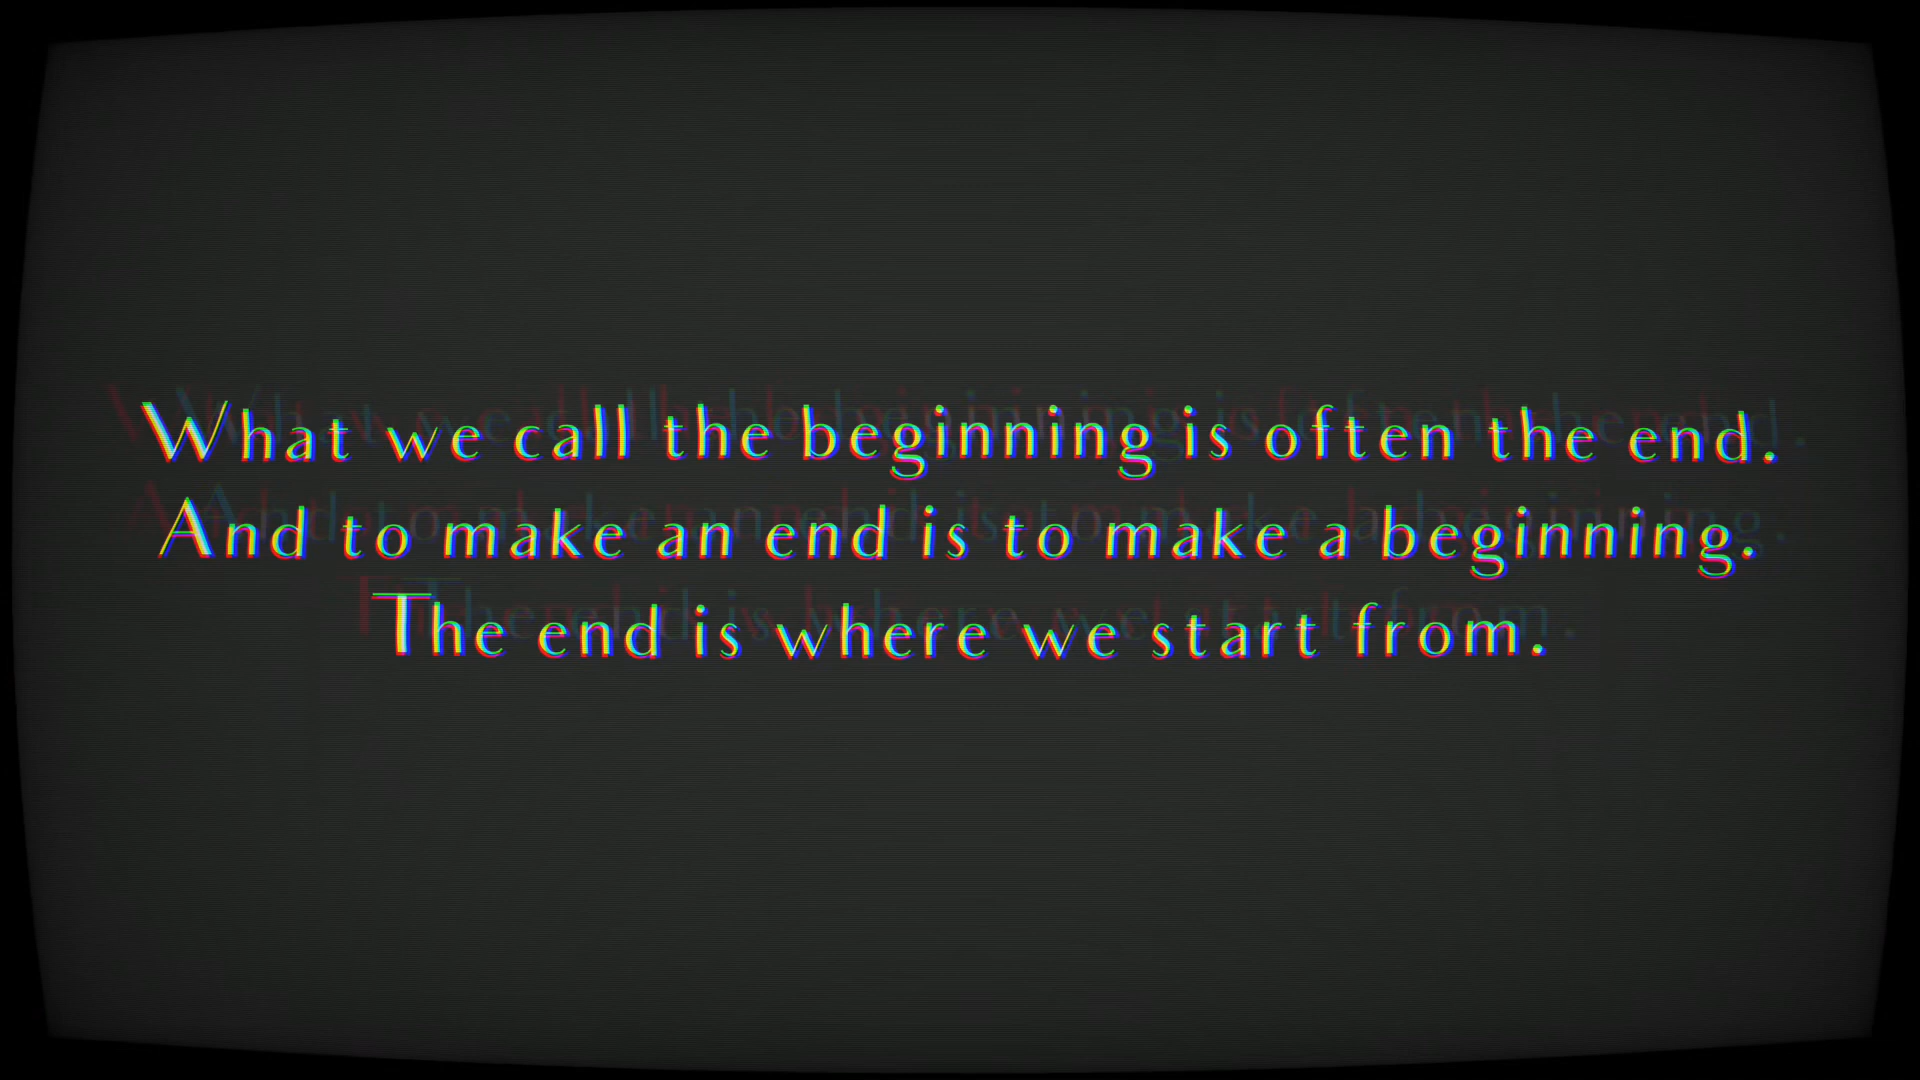 What we call the beginning is often the end.
And to make an end is to make a beginning.
The end is where we start from.